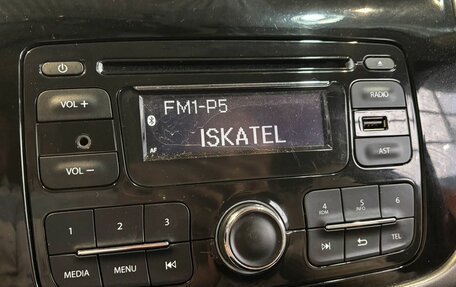 FM1-P5
ISKATEL
AF
VOL +
VOL −
RADIO
AST
1 2 3
4 5 6
RDM INFO
MEDIA MENU
TEL